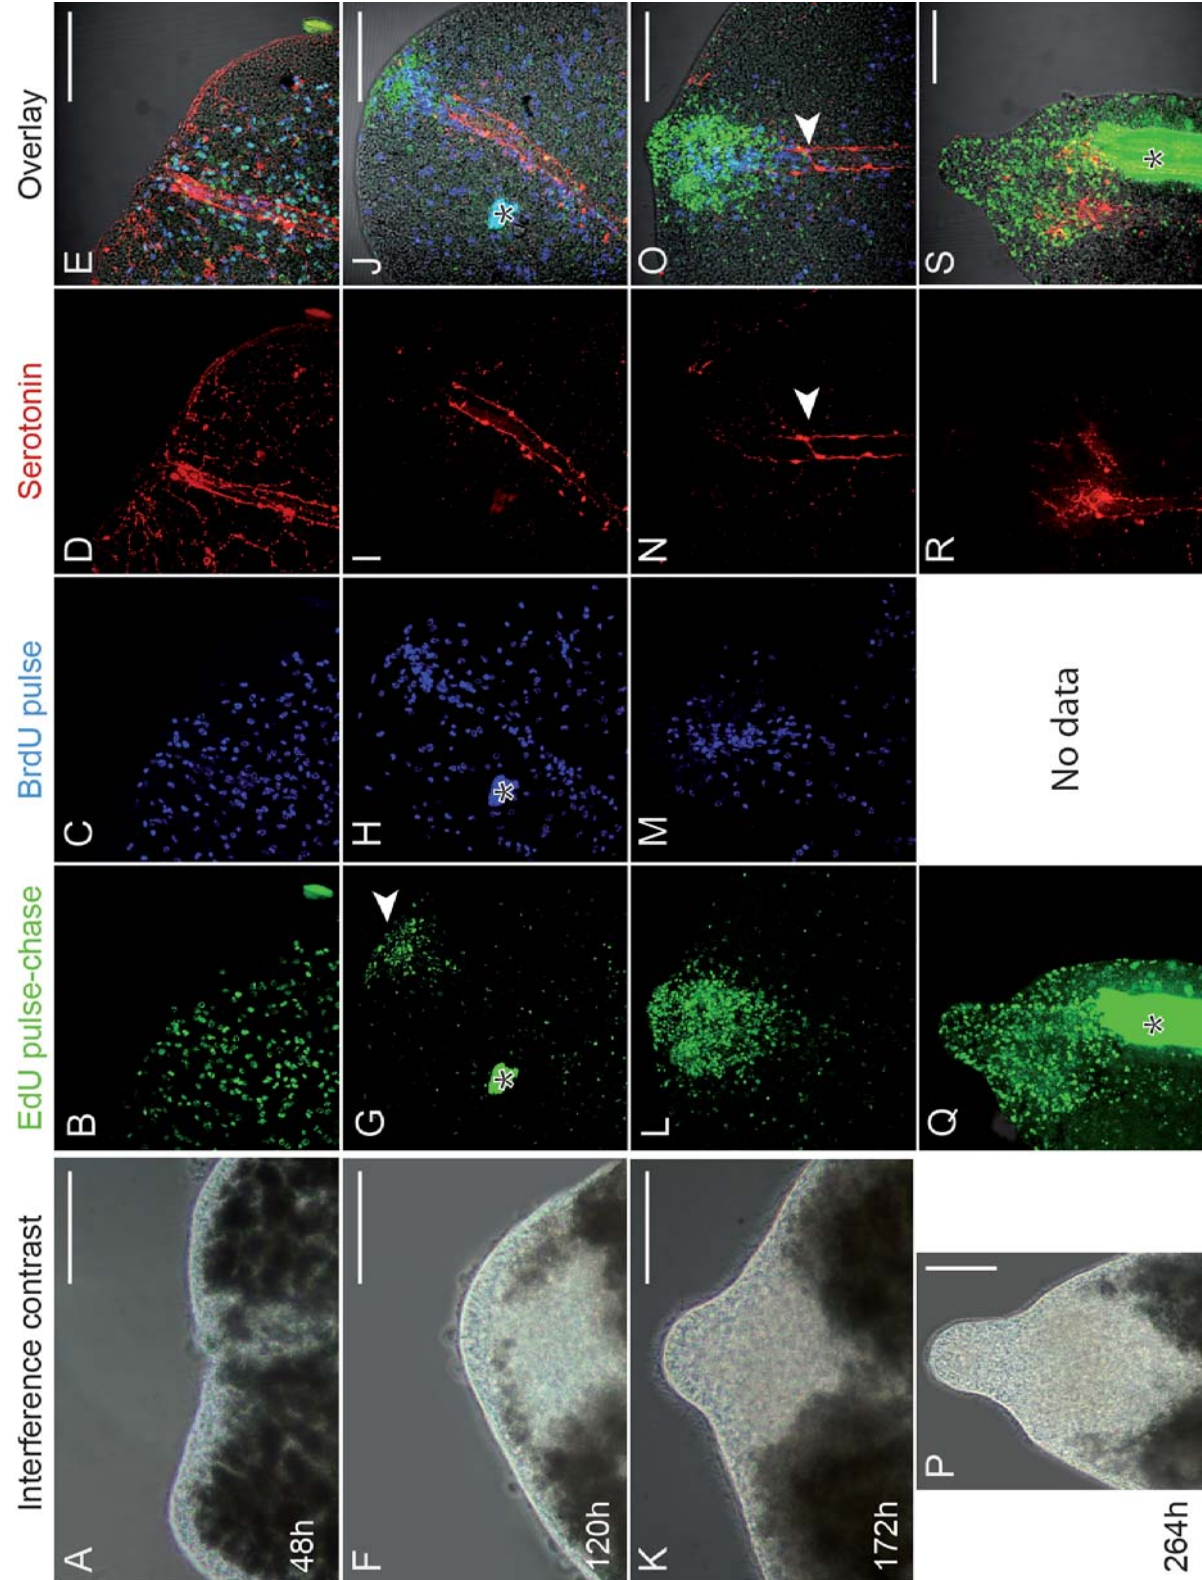 Interference contrast
EdU pulse-chase
BrdU pulse
Serotonin
Overlay
A
48h
B
C
D
E
F
120h
G
*
H
*
I
J
*
K
172h
L
M
N
O
P
264h
Q
*
No data
R
S
*